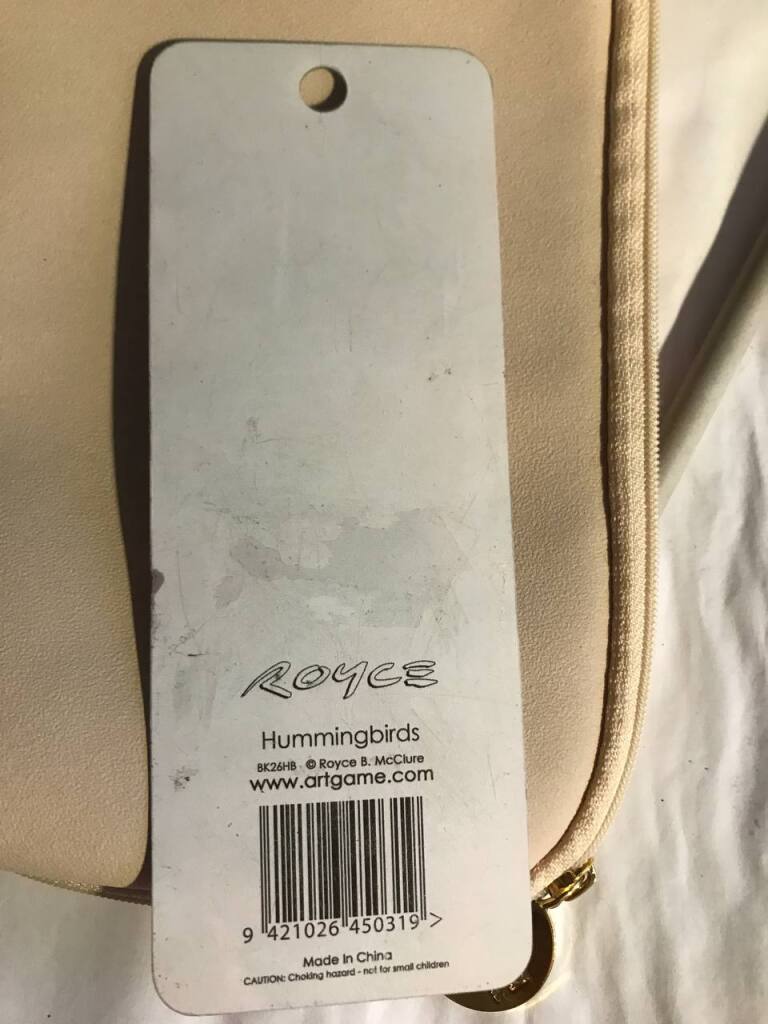 ROYCE
Hummingbirds
BK26HB © Royce B. McClure
www.artgame.com
9 421026 450319 >
Made In China
CAUTION: Choking hazard - not for small children